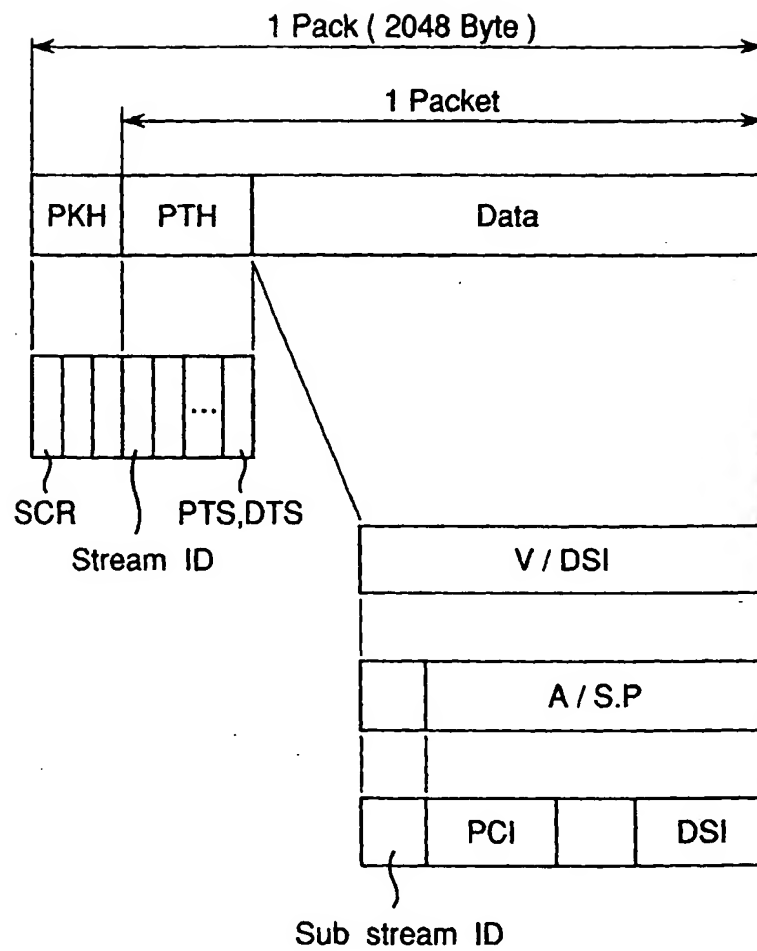 1 Pack ( 2048 Byte )
1 Packet
PKH PTH Data
...
SCR PTS,DTS
Stream ID
V / DSI
A / S.P
PCI DSI
Sub stream ID